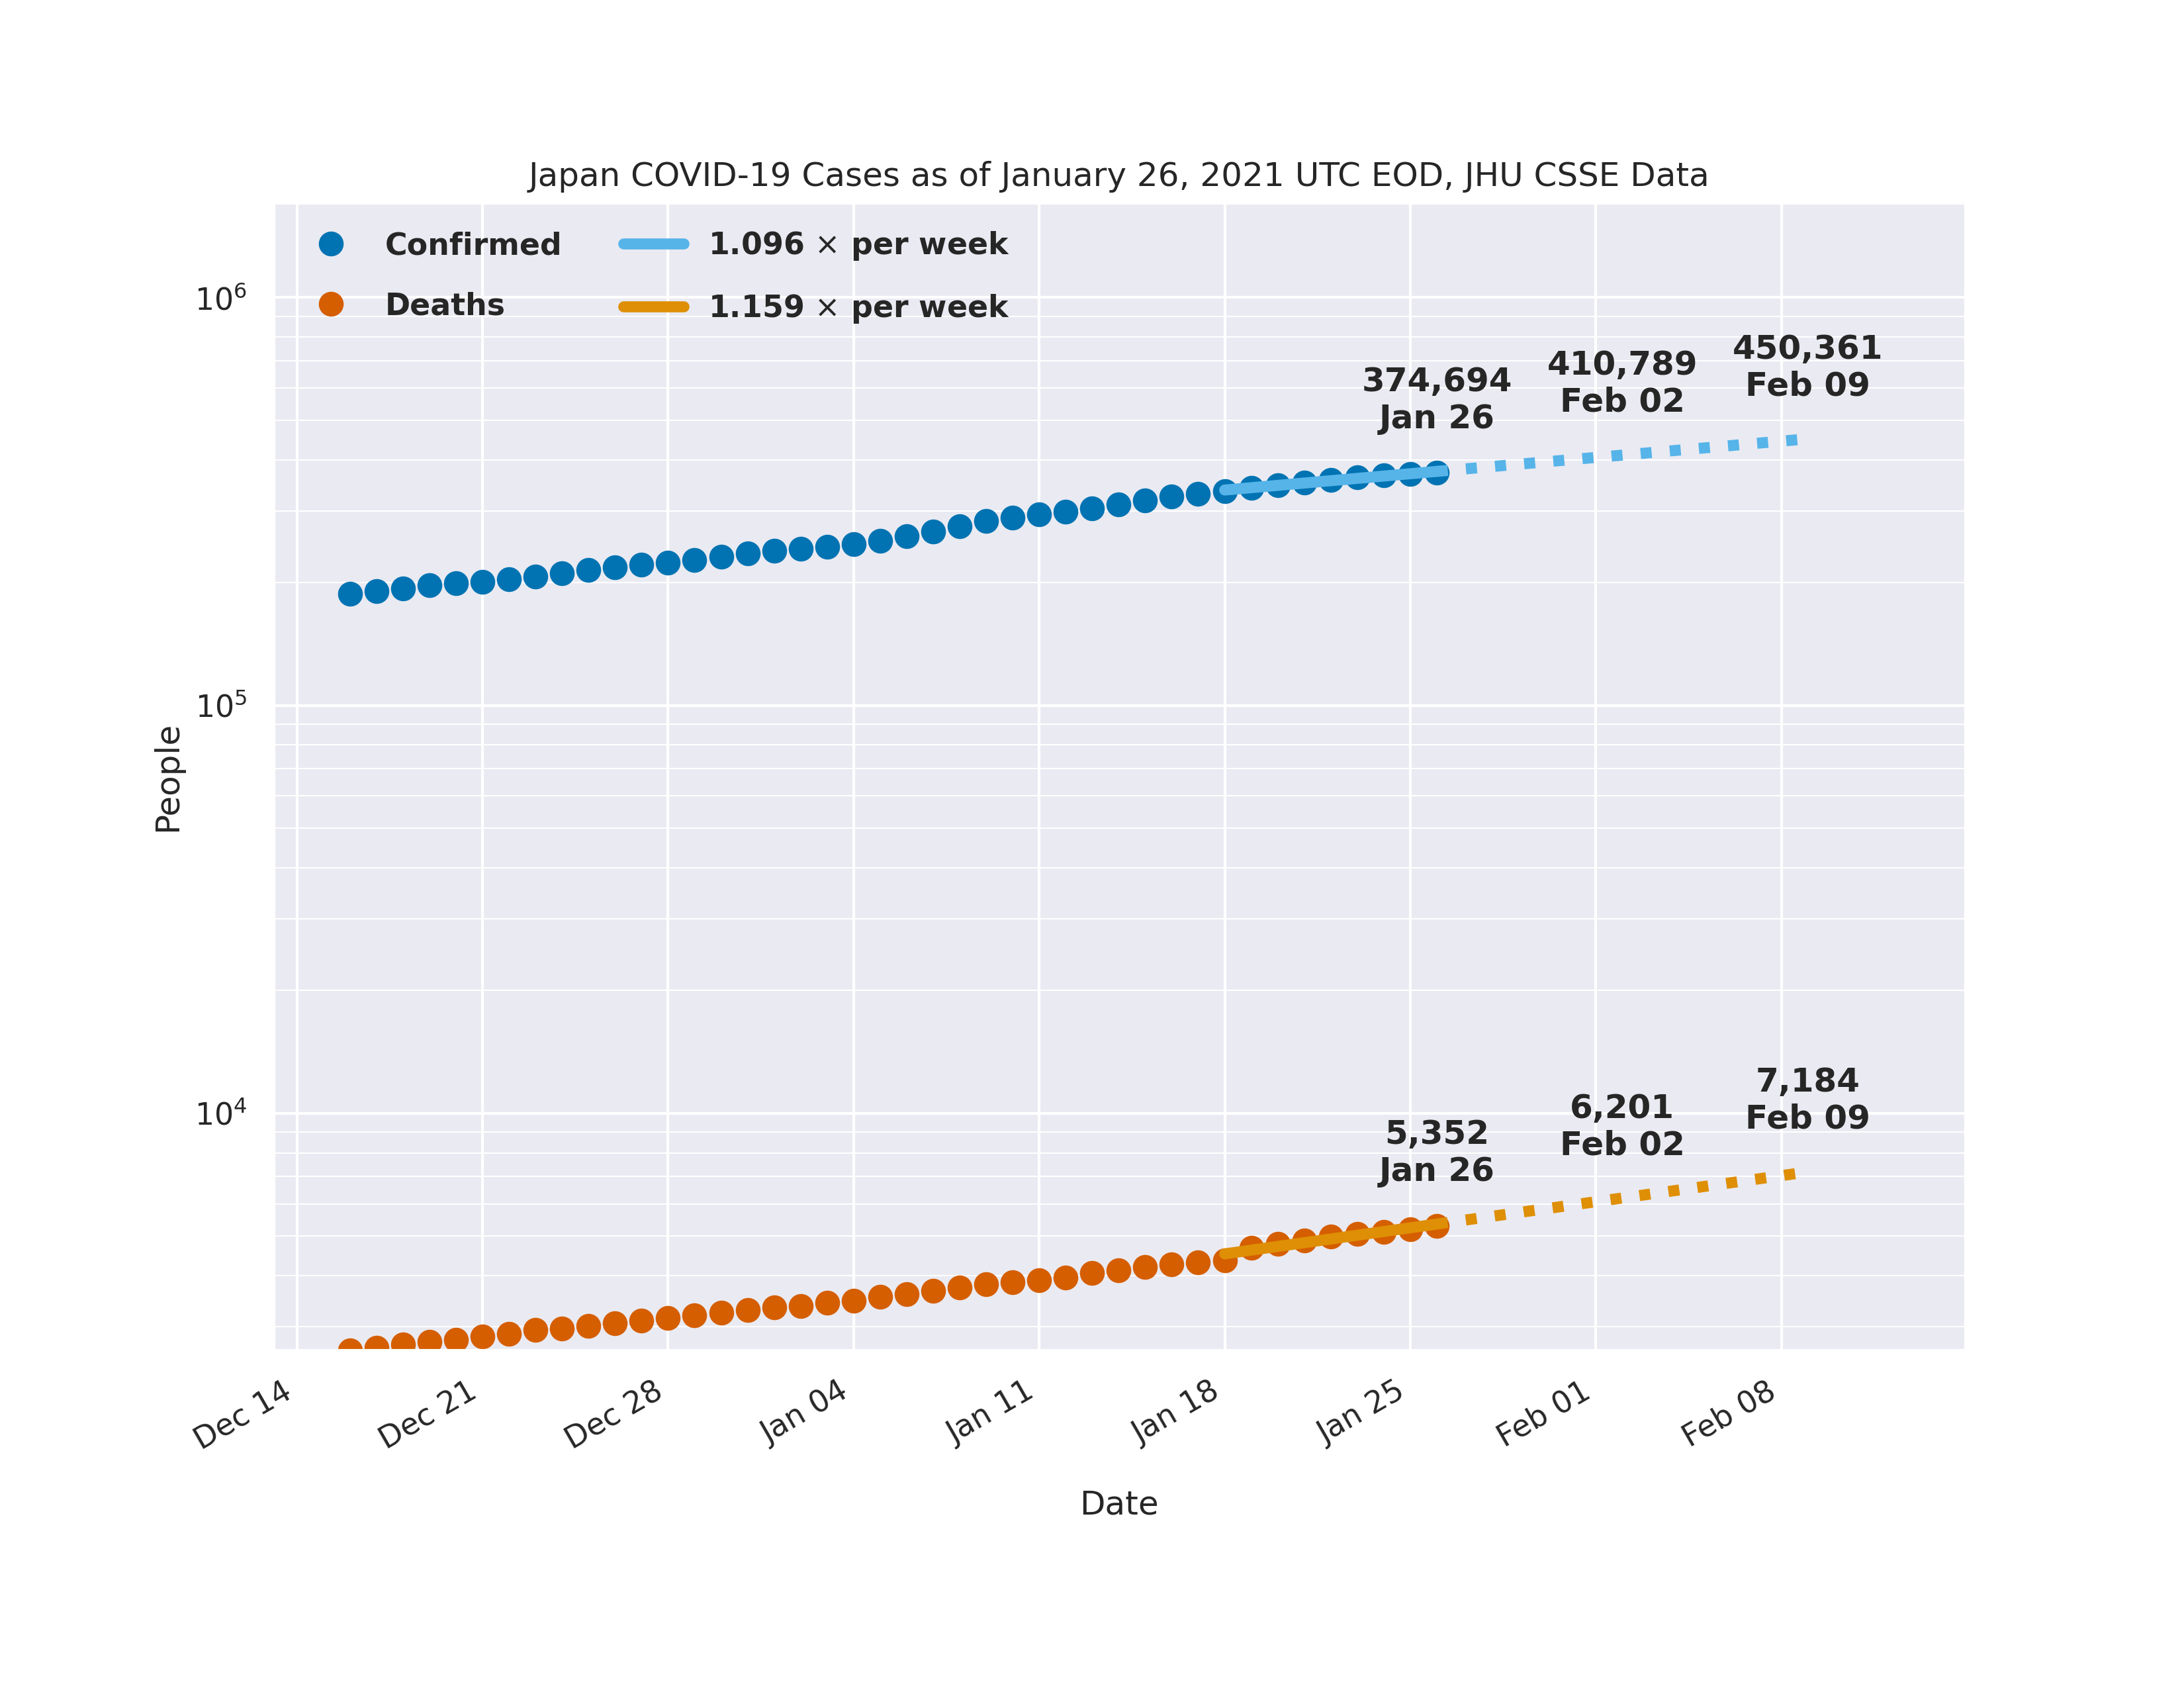 Japan COVID-19 Cases as of January 26, 2021 UTC EOD, JHU CSSE Data
Confirmed
Deaths
1.096 × per week
1.159 × per week
10⁶
10⁵
10⁴
People
374,694
Jan 26
410,789
Feb 02
450,361
Feb 09
5,352
Jan 26
6,201
Feb 02
7,184
Feb 09
Dec 14
Dec 21
Dec 28
Jan 04
Jan 11
Jan 18
Jan 25
Feb 01
Feb 08
Date